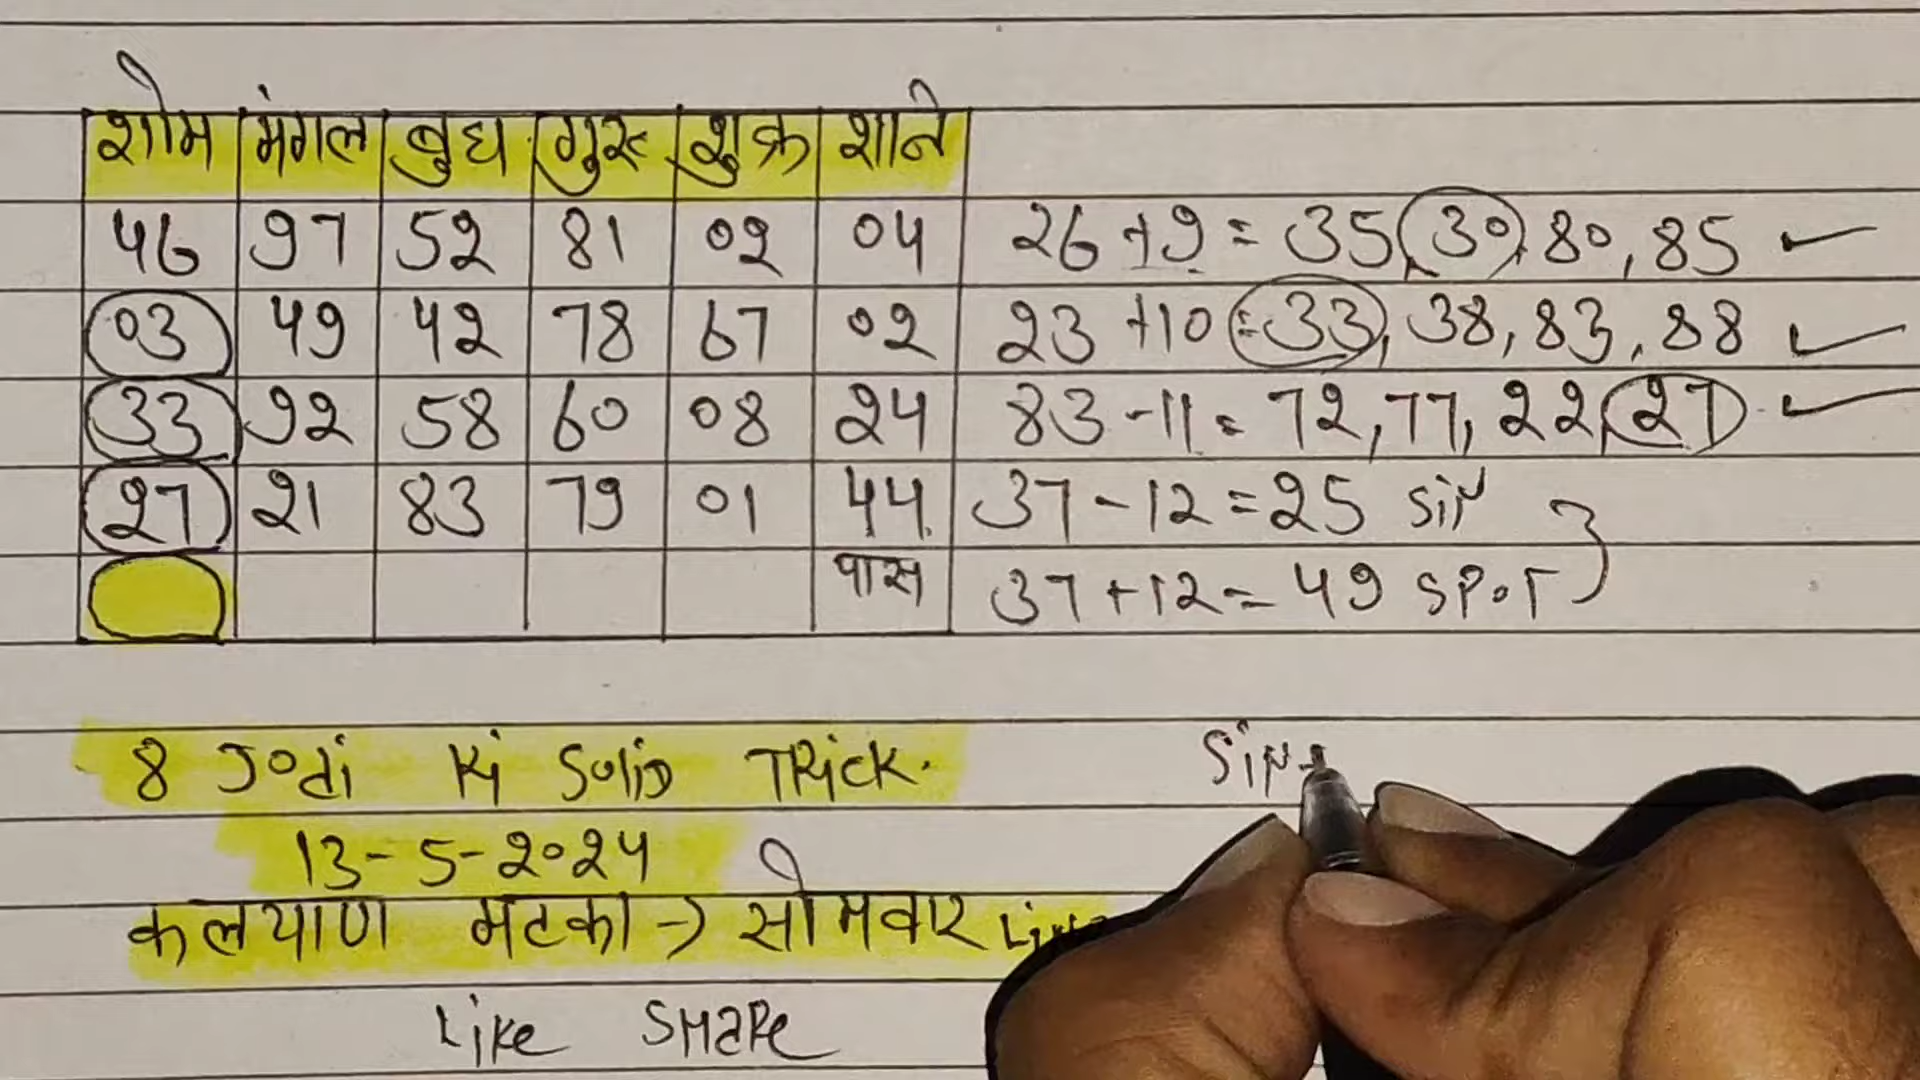 शोम मंगल बुध गुरु शुक्र शनि
46 97 52 81 02 04 26+9=35,30,80,85
03 49 42 78 67 02 23+10=33,38,83,88
33 92 58 60 08 24 83-11=72,77,22,27
27 21 83 79 01 44 37-12=25 Sir
पास 37+12=49 SPOT
8 Jodi Ki Solid TRick. Sir
13-5-2024
कलयाण मटका→सोमवार
Like SHaRe